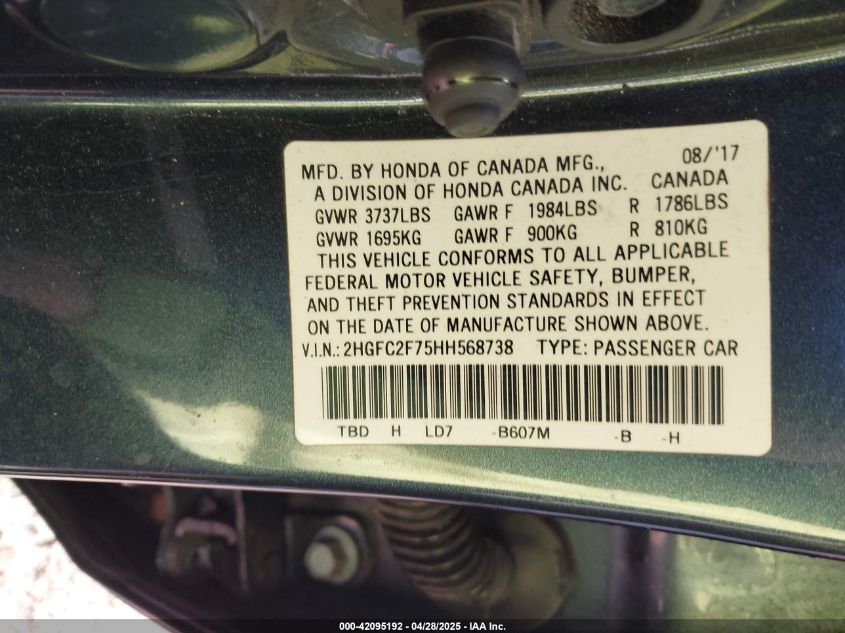 MFD. BY HONDA OF CANADA MFG., 08/'17
A DIVISION OF HONDA CANADA INC. CANADA
GVWR 3737LBS GAWR F 1984LBS R 1786LBS
GVWR 1695KG GAWR F 900KG R 810KG
THIS VEHICLE CONFORMS TO ALL APPLICABLE
FEDERAL MOTOR VEHICLE SAFETY, BUMPER,
AND THEFT PREVENTION STANDARDS IN EFFECT
ON THE DATE OF MANUFACTURE SHOWN ABOVE.
V.I.N.: 2HGFC2F75HH568738 TYPE: PASSENGER CAR
TBD H LD7 -B607M -B -H
000-42095192 / 04/28/2025 - IAA Inc.